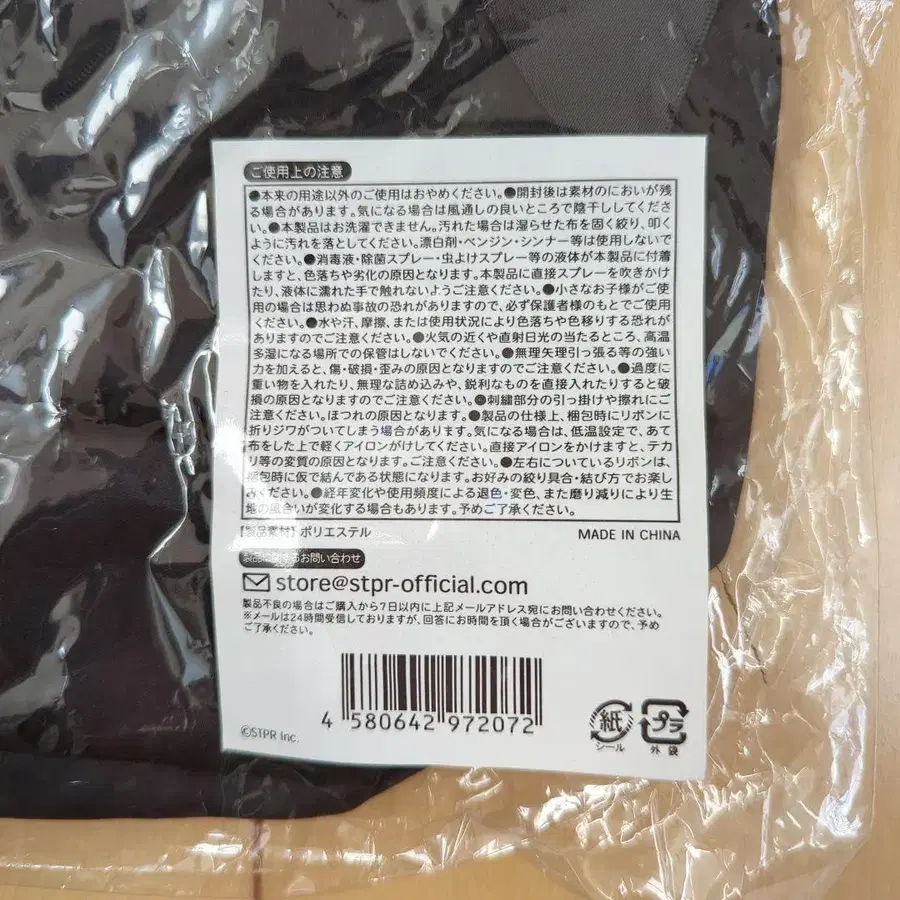 ご使用上の注意
●本来の用途以外のご使用はおやめください。●開封後は素材のにおいが残
る場合があります。気になる場合は風通しの良いところで陰干ししてくださ
い。●本製品はお洗濯できません。汚れた場合は湿らせた布を固く絞り、叩く
ように汚れを落としてください。漂白剤・ベンジン・シンナー等は使用しないで
ください。●消毒液・除菌スプレー・虫よけスプレー等の液体が本製品に付着
しますと、色落ちや劣化の原因となります。本製品に直接スプレーを吹きかけ
たり、液体に濡れた手で触れないようご注意ください。●小さなお子様がご使
用の場合は思わぬ事故の恐れがありますので、必ず保護者様のもとでご使用
ください。●水や汗、摩擦、または使用状況により色落ちや色移りする恐れが
ありますのでご注意ください。●火気の近くや直射日光の当たるところ、高温
多湿になる場所での保管はしないでください。●無理矢理引っ張る等の強い
力を加えると、傷・破損・歪みの原因となりますのでご注意ください。●過度に
重い物を入れたり、無理な詰め込みや、鋭利なものを直接入れたりすると破
損の原因となりますのでご注意ください。●刺繍部分の引っ掛けや擦れにご
注意ください。ほつれの原因となります。●製品の仕様上、梱包時にリボンに
折りジワがついてしまう場合があります。気になる場合は、低温設定で、あて
布をした上で軽くアイロンがけしてください。直接アイロンをかけますと、テカ
リ等の変質の原因となります。ご注意ください。●左右についているリボンは、
梱包時に仮で結んである状態になります。お好みの絞り具合・結び方でお楽し
みください。●経年変化や使用頻度による退色・変色、また磨り減りにより生
地の風合いが変化する場合もあります。予めご了承ください。
【製品素材】ポリエステル
MADE IN CHINA
製品に関するお問い合わせ
store@stpr-official.com
製品不良の場合はご購入から7日以内に上記メールアドレス宛にお問い合わせください。
※メールは24時間受信しておりますが、回答にお時間を頂く場合がございますので、予め
ご了承ください。
4 580642 972072
©STPR Inc.
紙
シール
プラ
外袋